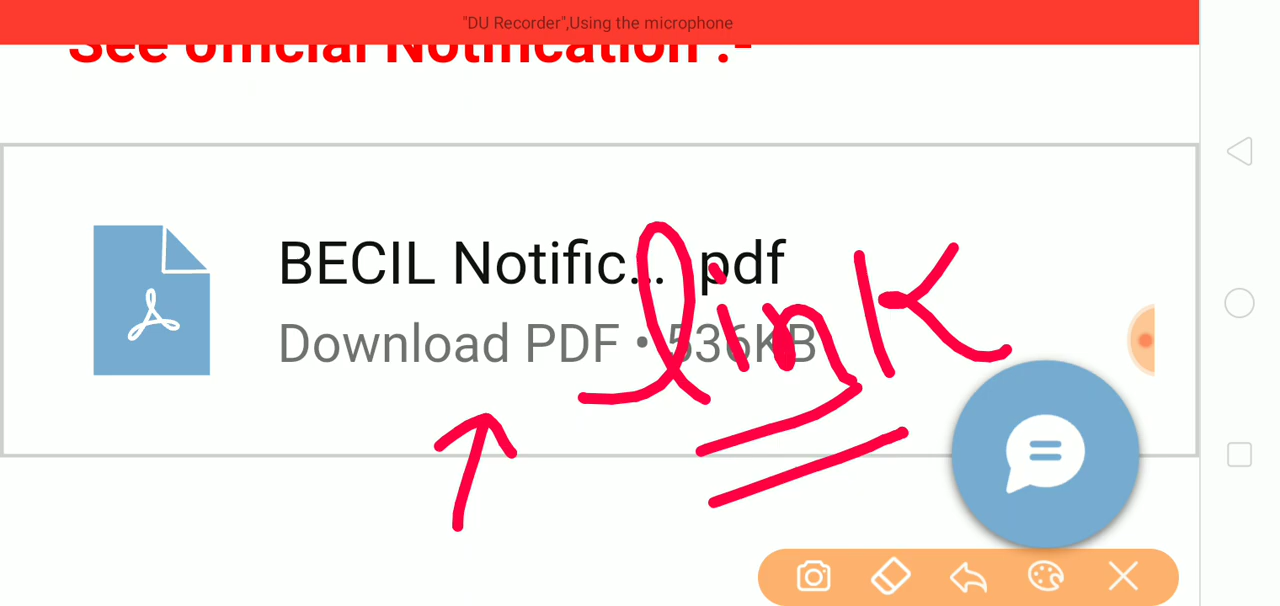 "DU Recorder",Using the microphone
See official Notification :-
BECIL Notific... pdf
Download PDF • 536KB
link